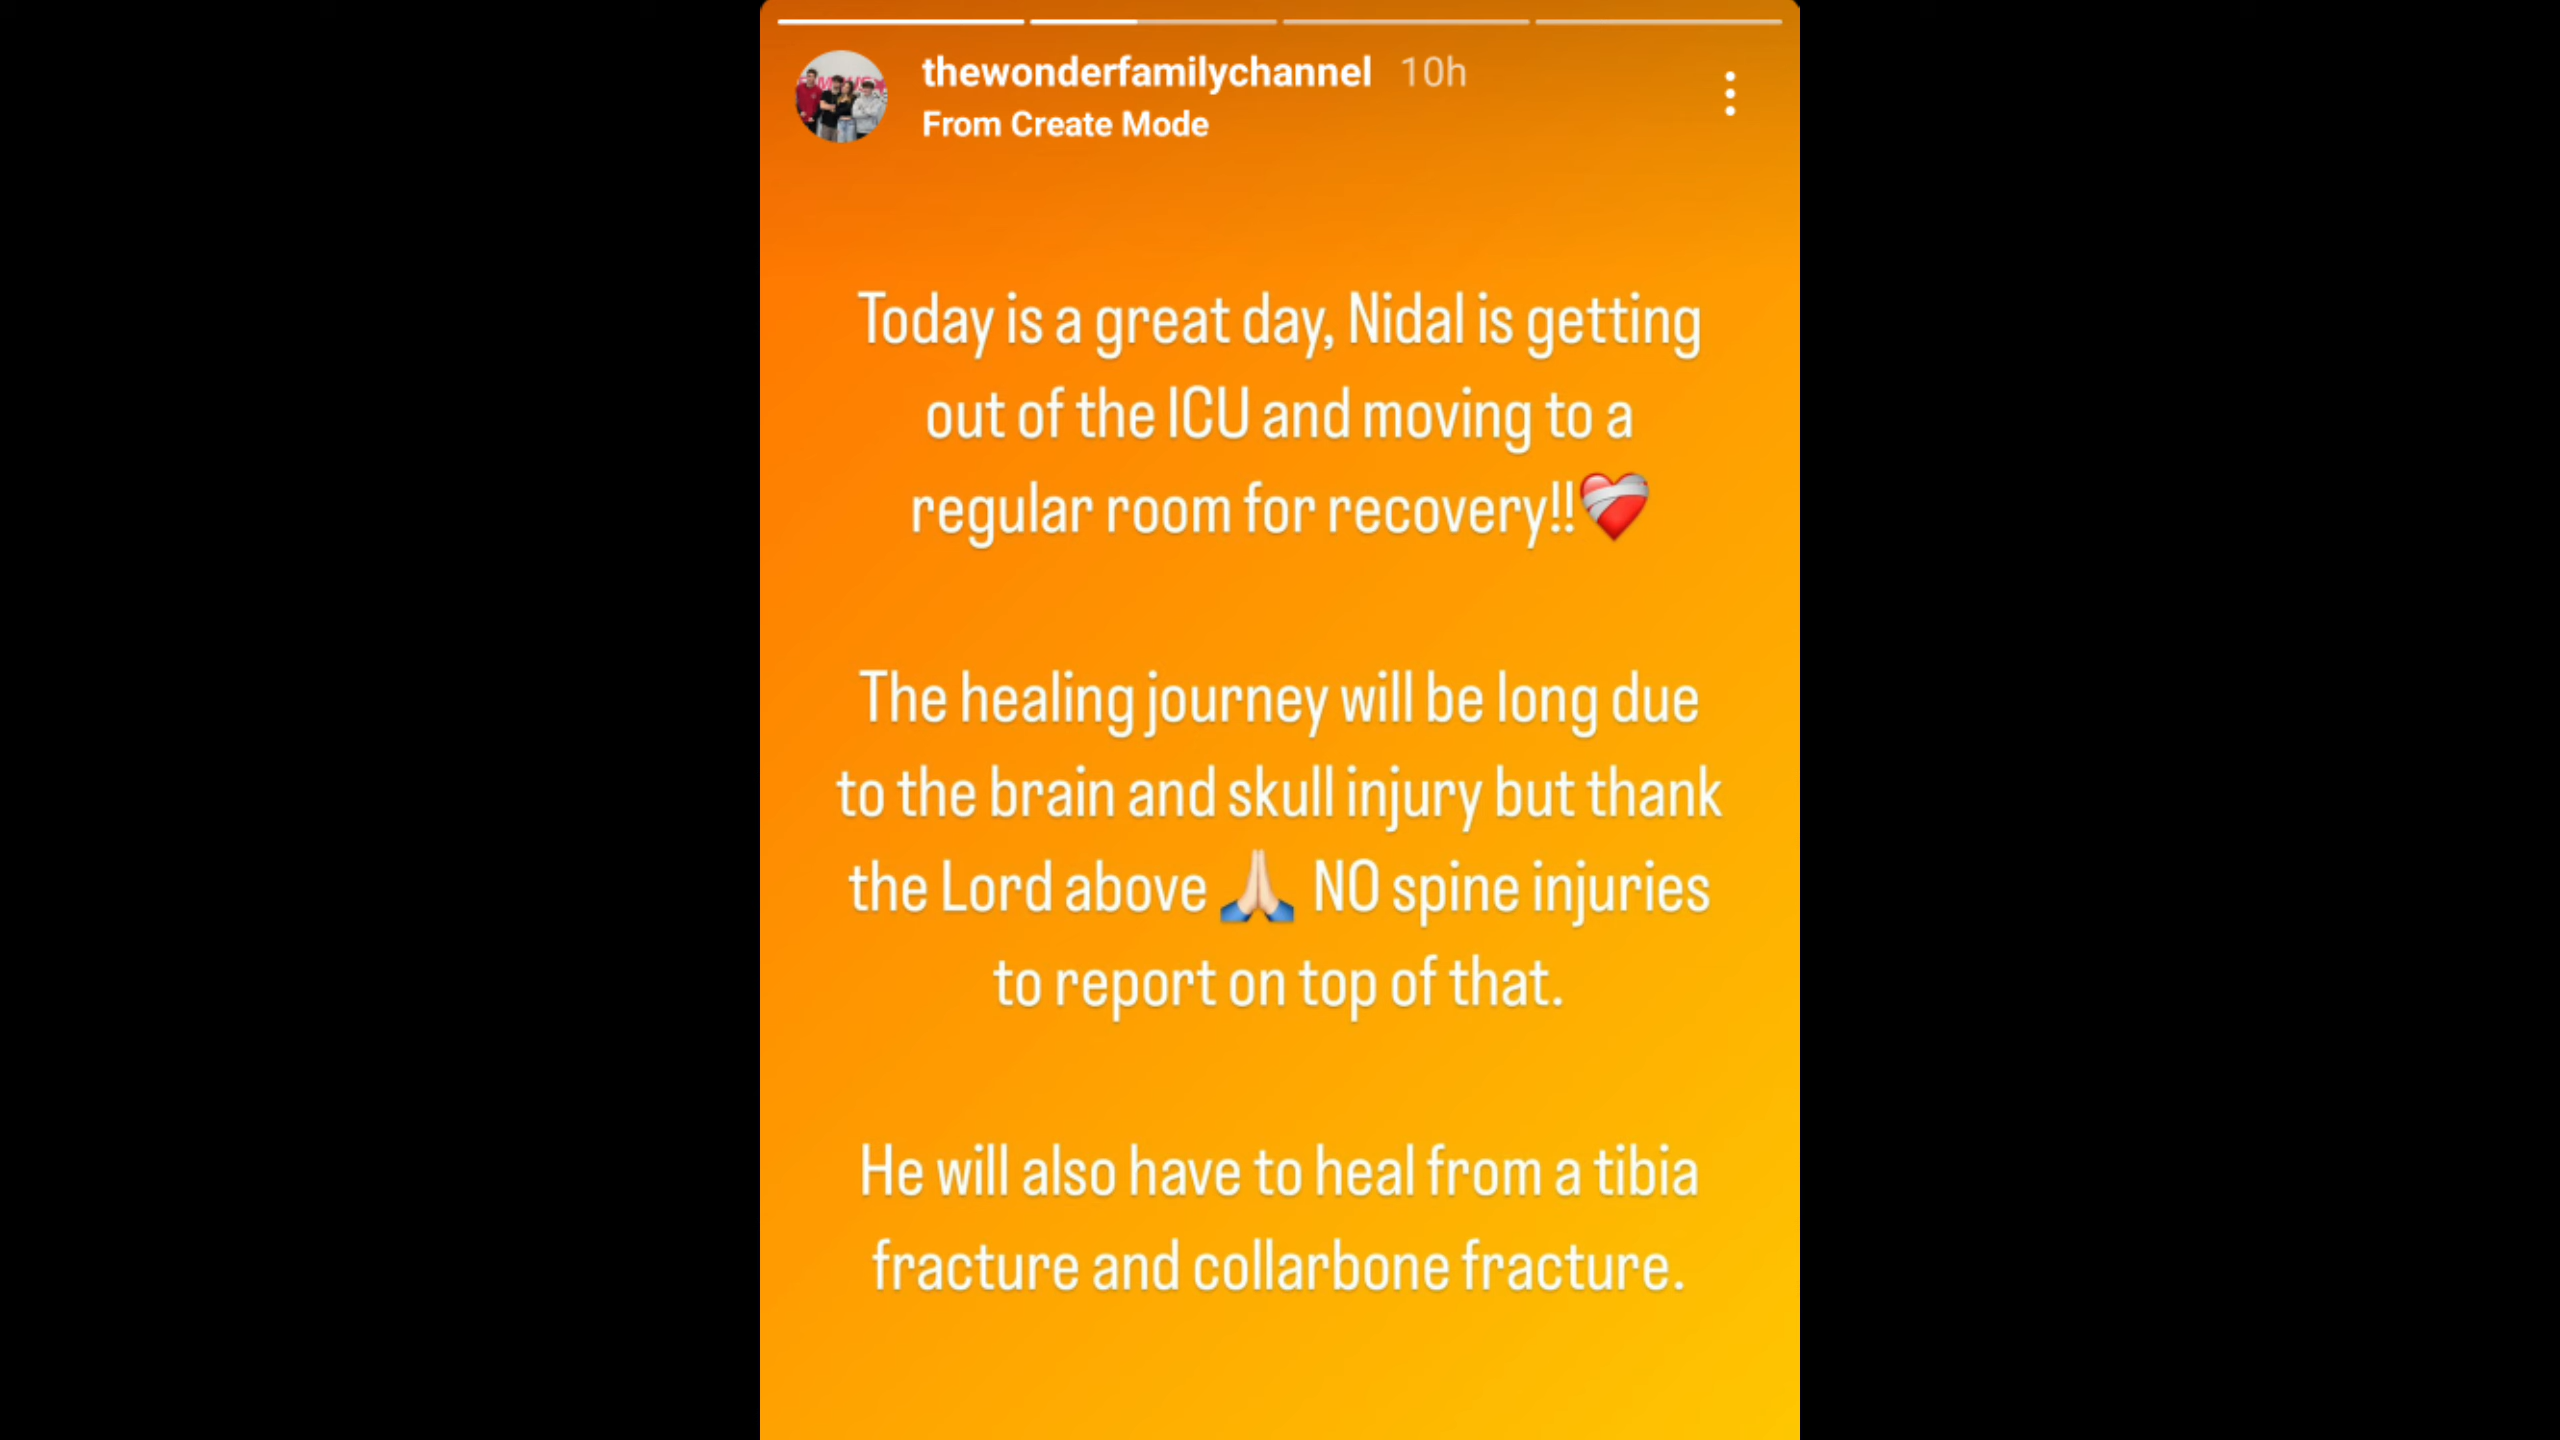 thewonderfamilychannel 10h
From Create Mode
Today is a great day, Nidal is getting
out of the ICU and moving to a
regular room for recovery!!❤️‍🩹
The healing journey will be long due
to the brain and skull injury but thank
the Lord above 🙏🏻 NO spine injuries
to report on top of that.
He will also have to heal from a tibia
fracture and collarbone fracture.